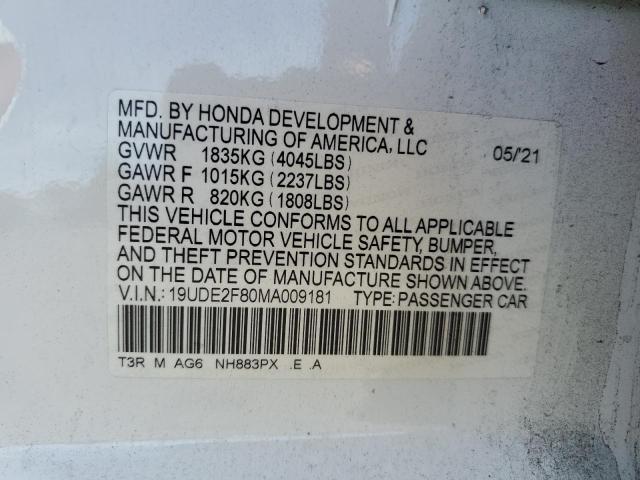 MFD. BY HONDA DEVELOPMENT &
MANUFACTURING OF AMERICA, LLC 05/'21
GVWR 1835KG (4045LBS)
GAWR F 1015KG (2237LBS)
GAWR R 820KG (1808LBS)
THIS VEHICLE CONFORMS TO ALL APPLICABLE
FEDERAL MOTOR VEHICLE SAFETY, BUMPER,
AND THEFT PREVENTION STANDARDS IN EFFECT
ON THE DATE OF MANUFACTURE SHOWN ABOVE.
V.I.N.: 19UDE2F80MA009181 TYPE: PASSENGER CAR
T3R M AG6 NH883PX .E .A